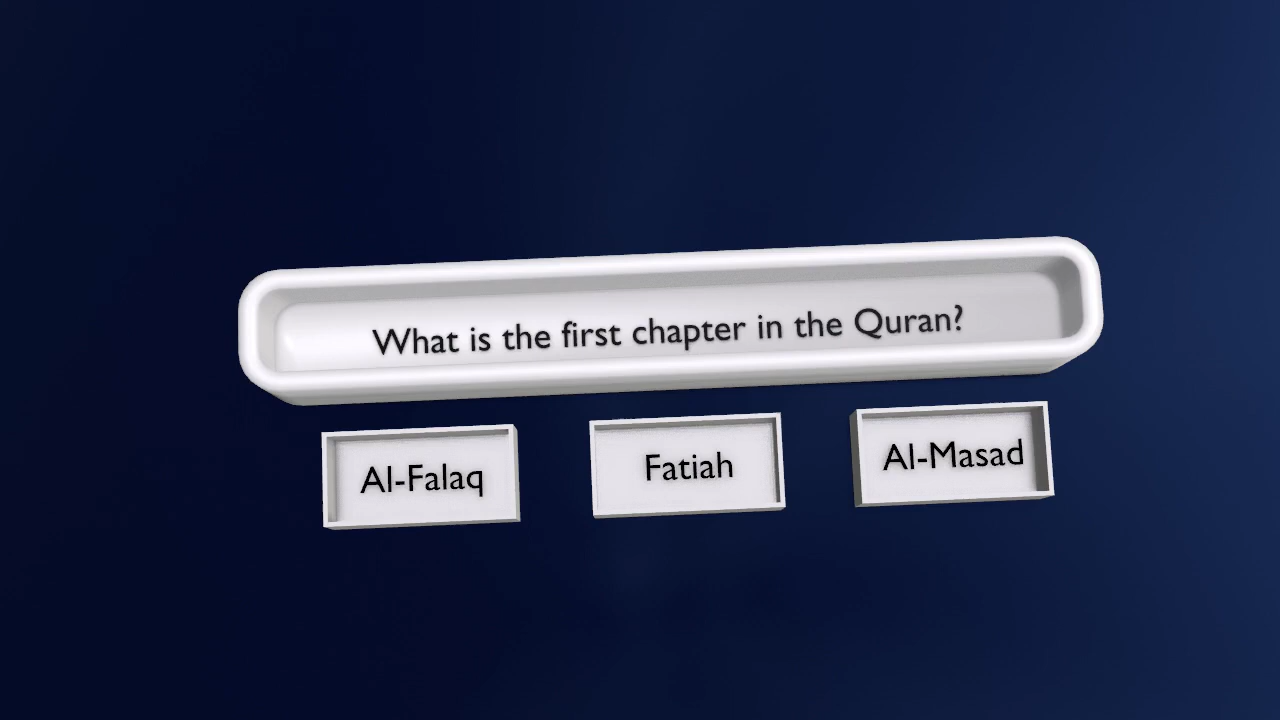 What is the first chapter in the Quran?
Al-Falaq
Fatiah
Al-Masad